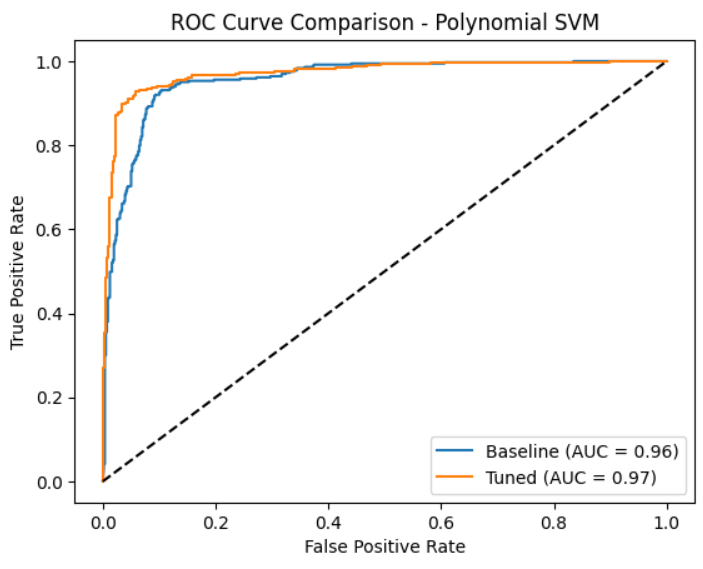 ROC Curve Comparison - Polynomial SVM
True Positive Rate
1.0
0.8
0.6
0.4
0.2
0.0
Baseline (AUC = 0.96)
Tuned (AUC = 0.97)
0.0 0.2 0.4 0.6 0.8 1.0
False Positive Rate